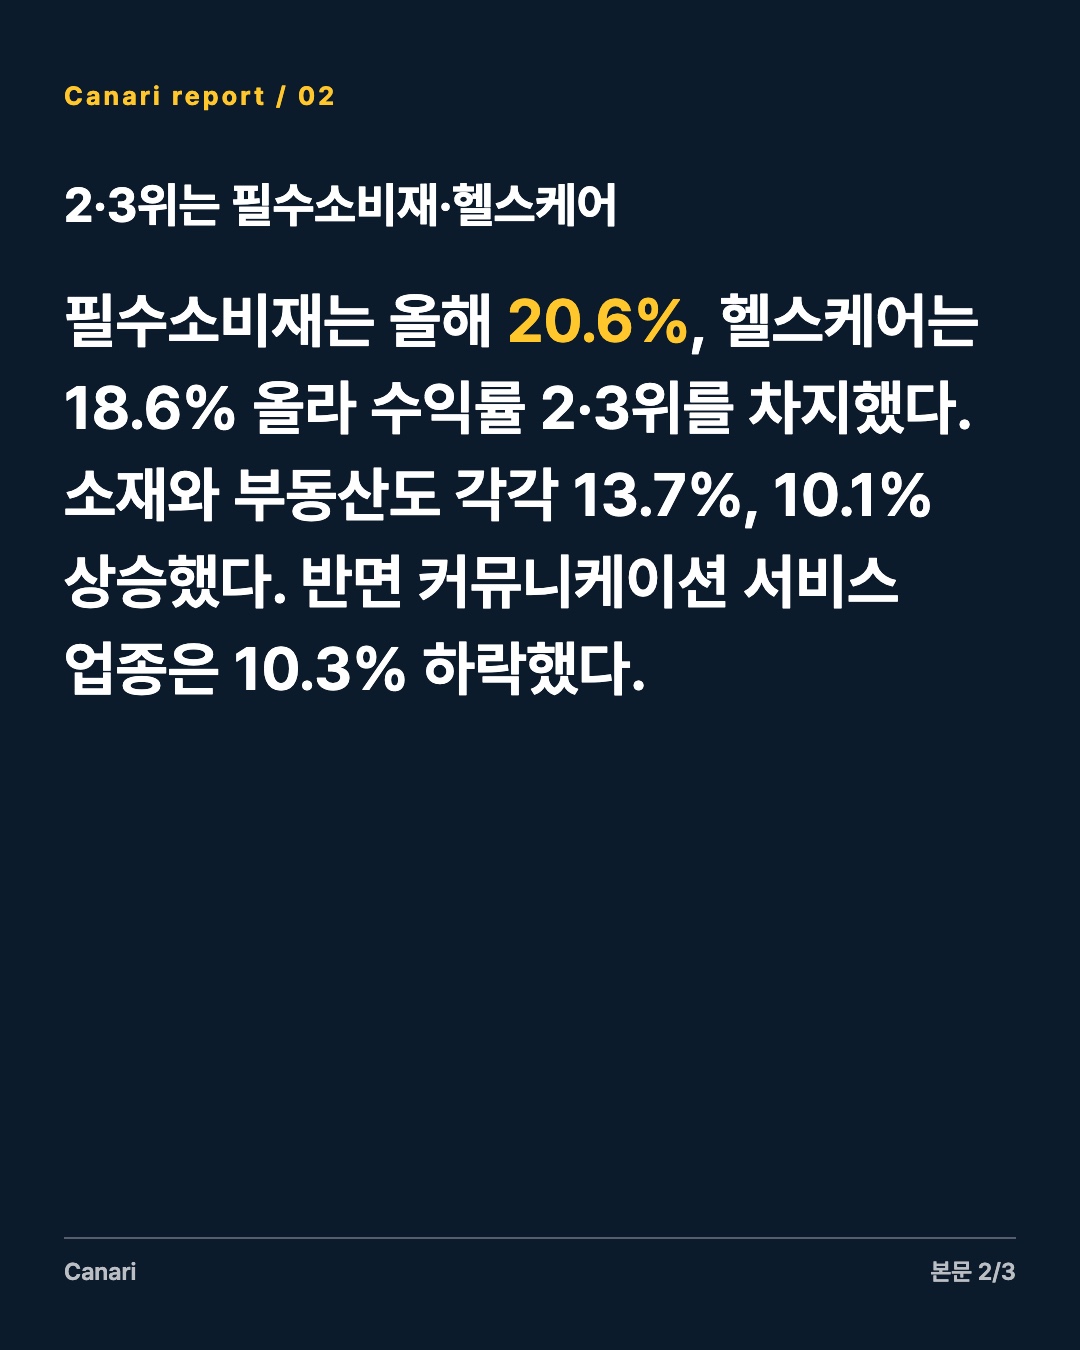 Canari report / 02
2·3위는 필수소비재·헬스케어
필수소비재는 올해 20.6%, 헬스케어는
18.6% 올라 수익률 2·3위를 차지했다.
소재와 부동산도 각각 13.7%, 10.1%
상승했다. 반면 커뮤니케이션 서비스
업종은 10.3% 하락했다.
Canari
본문 2/3